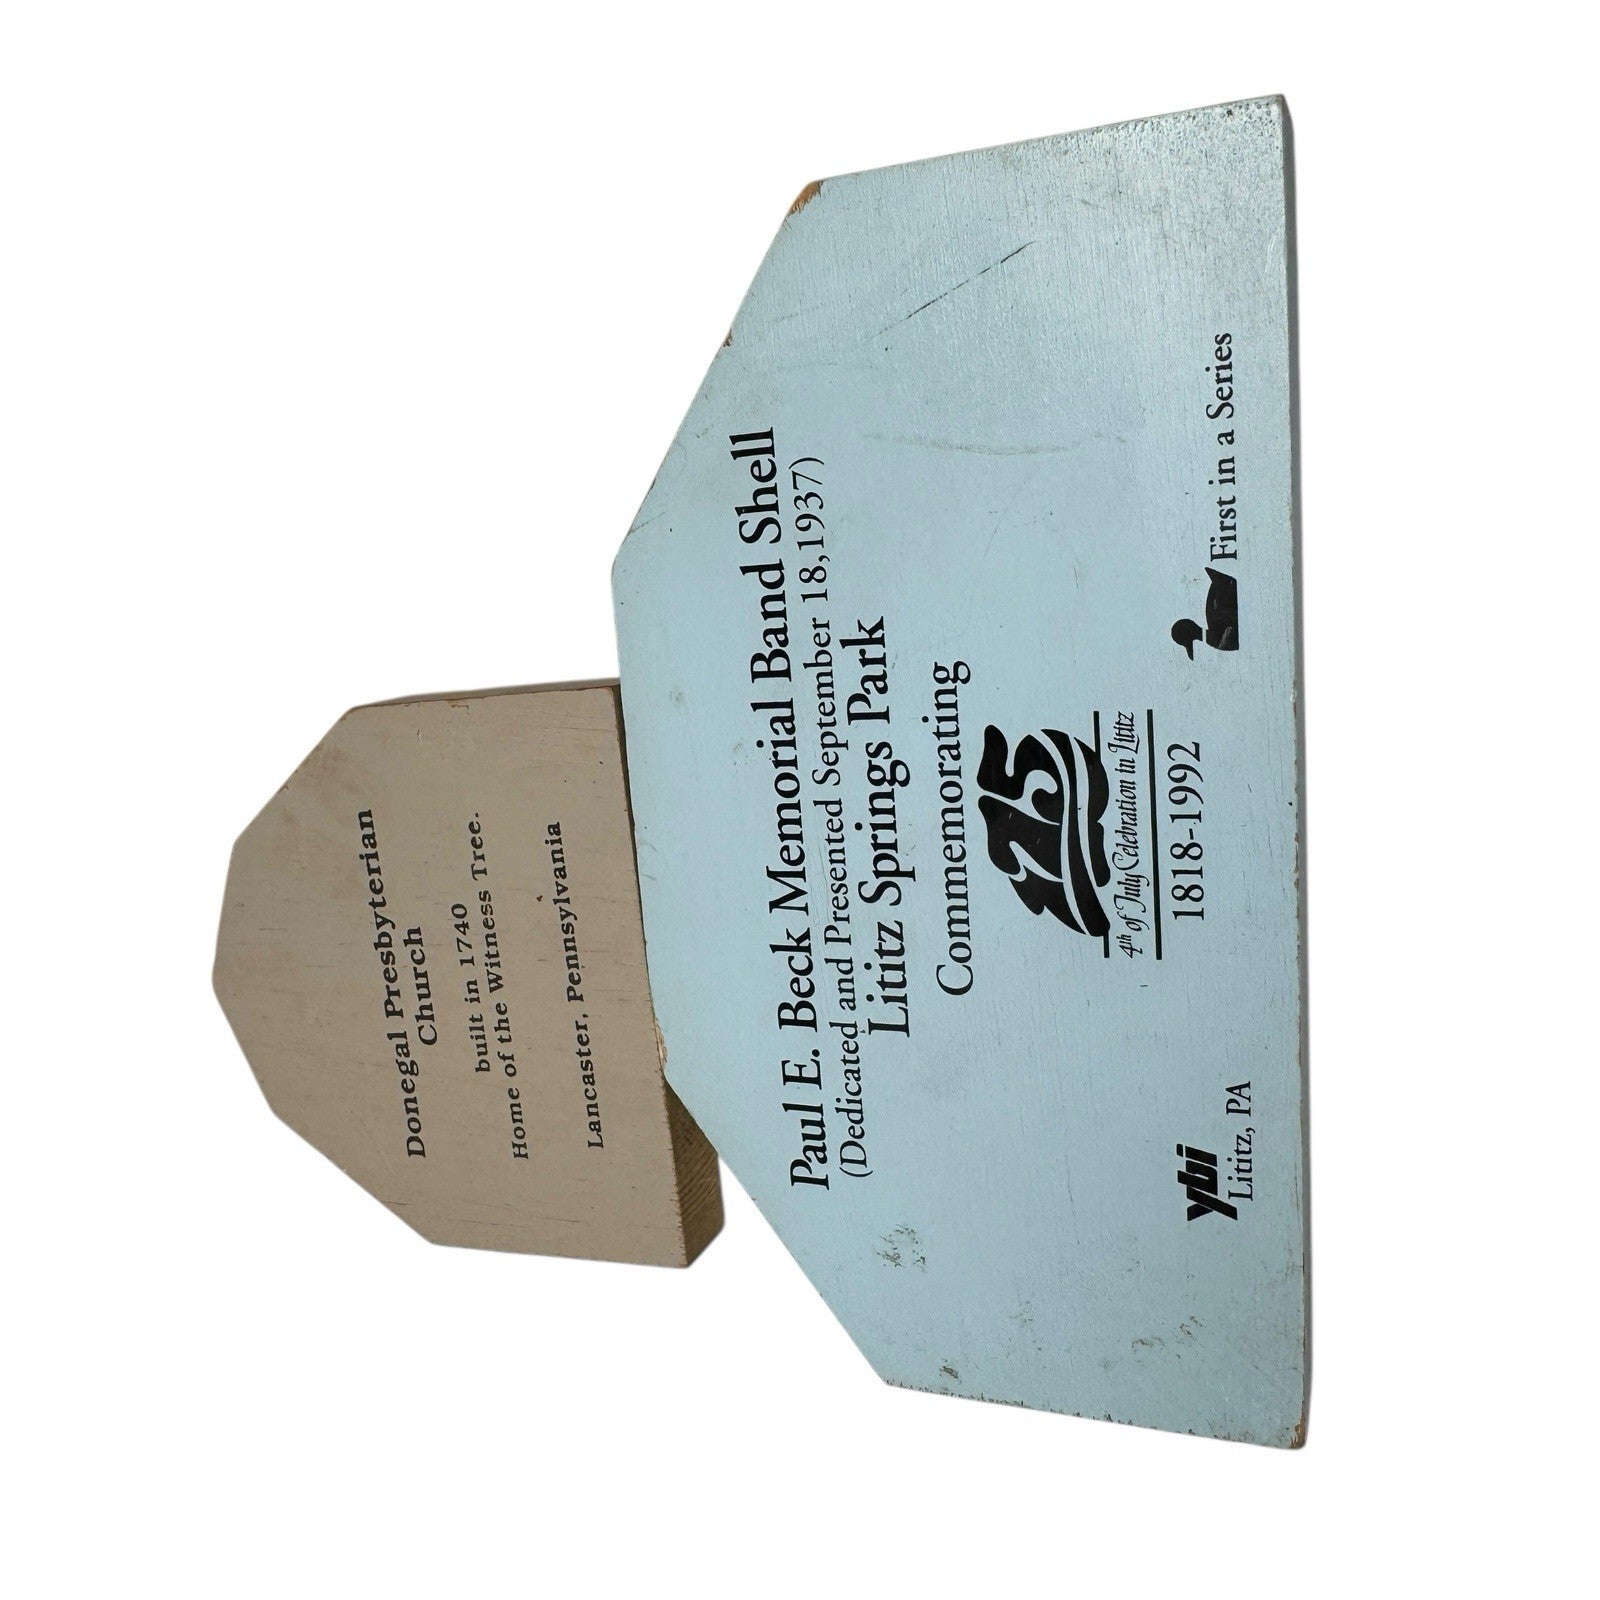 Donegal Presbyterian
Church
built in 1740
Home of the Witness Tree.
Lancaster, Pennsylvania
Paul E. Beck Memorial Band Shell
(Dedicated and Presented September 18,1937)
Lititz Springs Park
Commemorating
175
4th of July Celebration in Lititz
1818-1992
ybi
Lititz, PA
First in a Series